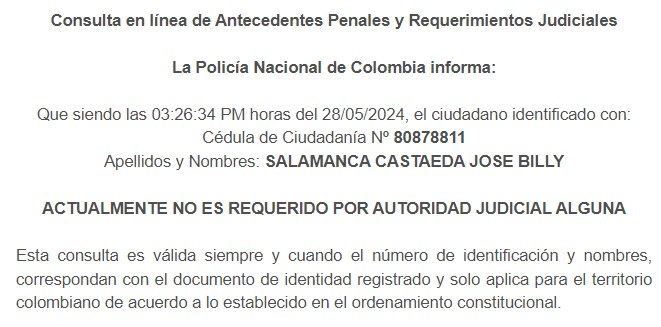 Consulta en línea de Antecedentes Penales y Requerimientos Judiciales
La Policía Nacional de Colombia informa:
Que siendo las 03:26:34 PM horas del 28/05/2024, el ciudadano identificado con:
Cédula de Ciudadanía Nº 80878811
Apellidos y Nombres: SALAMANCA CASTAEDA JOSE BILLY
ACTUALMENTE NO ES REQUERIDO POR AUTORIDAD JUDICIAL ALGUNA
Esta consulta es válida siempre y cuando el número de identificación y nombres,
correspondan con el documento de identidad registrado y solo aplica para el territorio
colombiano de acuerdo a lo establecido en el ordenamiento constitucional.